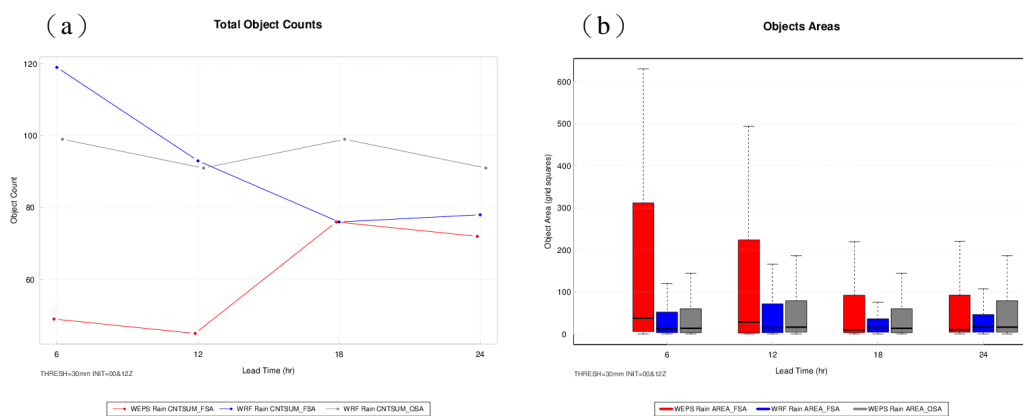 （a）
Total Object Counts
120
100
80
60
Object Count
6
12
18
24
Lead Time (hr)
THRESH=30mm INIT=00&12Z
WEPS Rain CNTSUM_FSA
WRF Rain CNTSUM_FSA
WRF Rain CNTSUM_OSA
（b）
Objects Areas
600
500
400
300
200
100
0
Object Area (grid squares)
6
12
18
24
Lead Time (hr)
THRESH=30mm INIT=00&12Z
WEPS Rain AREA_FSA
WRF Rain AREA_FSA
WEPS Rain AREA_OSA